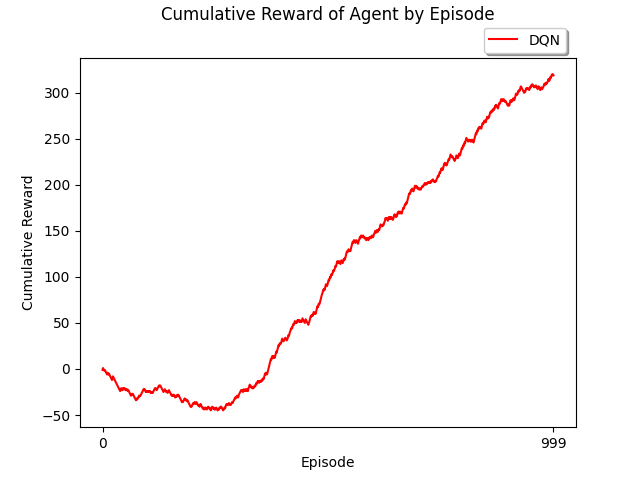 Cumulative Reward of Agent by Episode
DQN
300
250
200
150
100
50
0
−50
Cumulative Reward
0 999
Episode